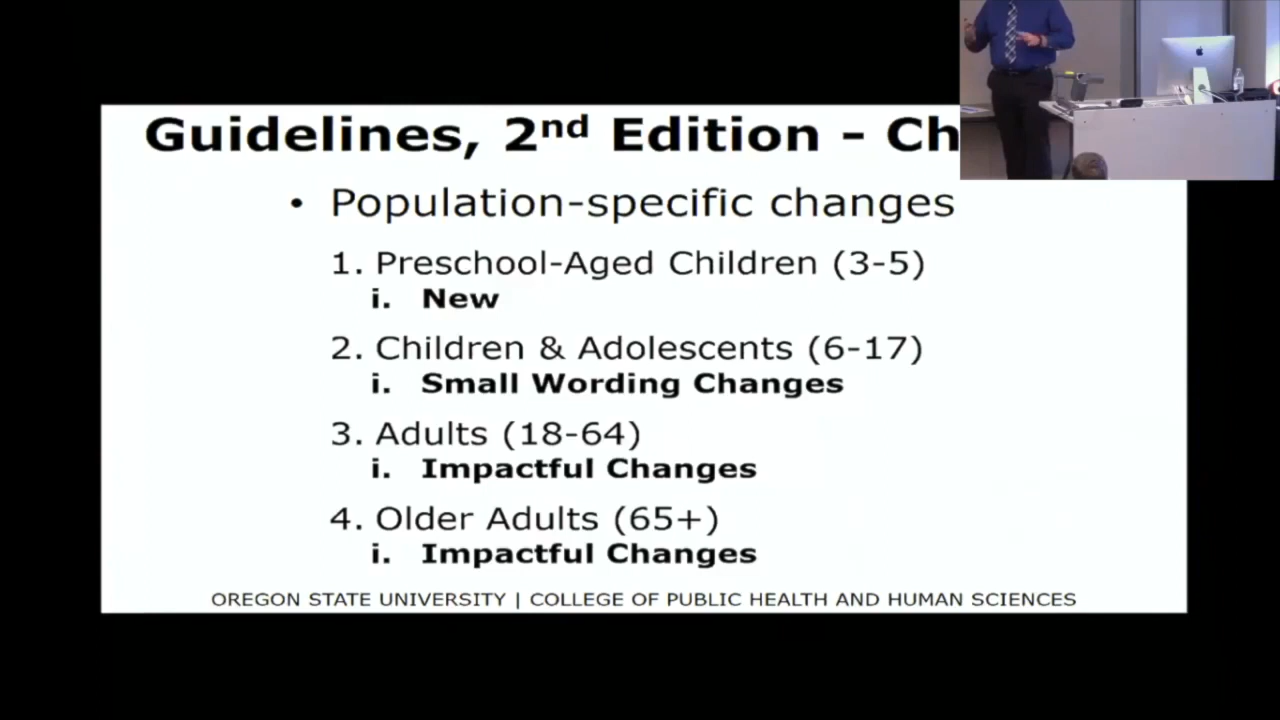 Guidelines, 2nd Edition - Ch
• Population-specific changes
1. Preschool-Aged Children (3-5)
i. New
2. Children & Adolescents (6-17)
i. Small Wording Changes
3. Adults (18-64)
i. Impactful Changes
4. Older Adults (65+)
i. Impactful Changes
OREGON STATE UNIVERSITY | COLLEGE OF PUBLIC HEALTH AND HUMAN SCIENCES